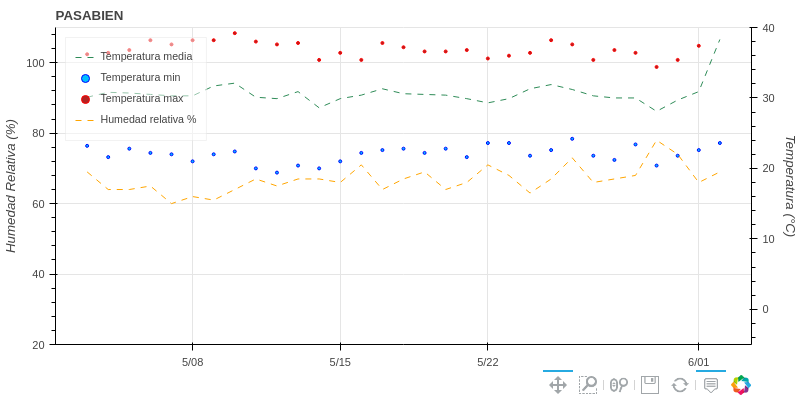 PASABIEN
Temperatura media
Temperatura min
Temperatura max
Humedad relativa %
Humedad Relativa (%)
100
80
60
40
20
Temperatura (°C)
40
30
20
10
0
5/08
5/15
5/22
6/01